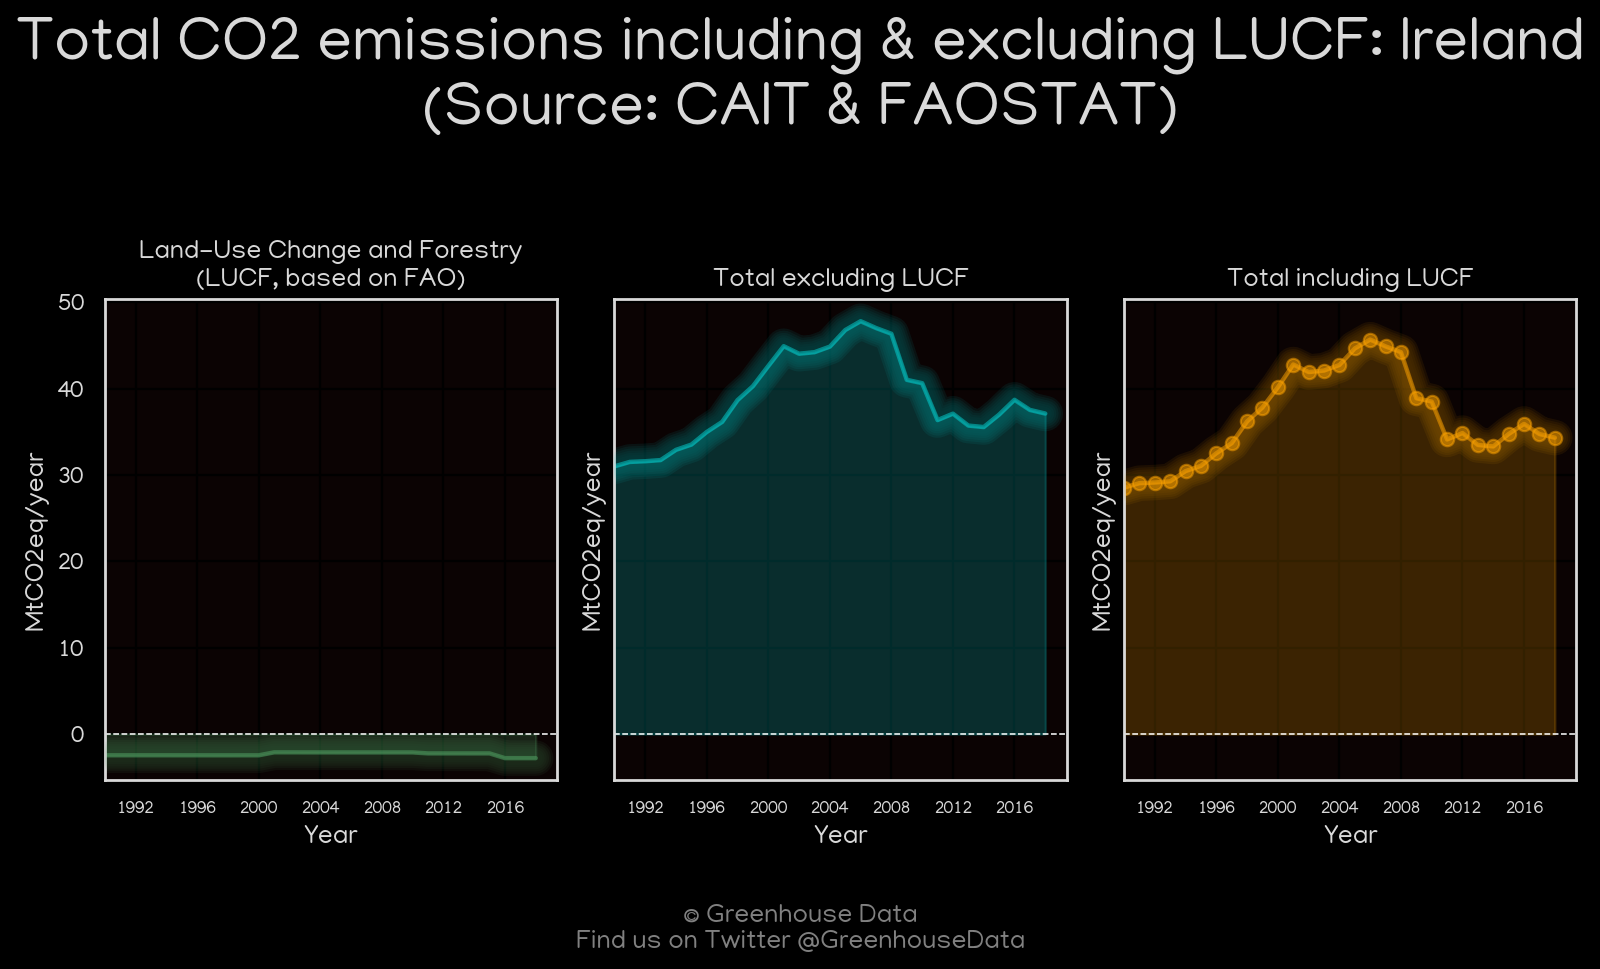 Total CO2 emissions including & excluding LUCF: Ireland
(Source: CAIT & FAOSTAT)
Land-Use Change and Forestry
(LUCF, based on FAO)
Total excluding LUCF
Total including LUCF
50
40
30
20
10
0
MtCO2eq/year
MtCO2eq/year
MtCO2eq/year
1992 1996 2000 2004 2008 2012 2016
1992 1996 2000 2004 2008 2012 2016
1992 1996 2000 2004 2008 2012 2016
Year
Year
Year
© Greenhouse Data
Find us on Twitter @GreenhouseData